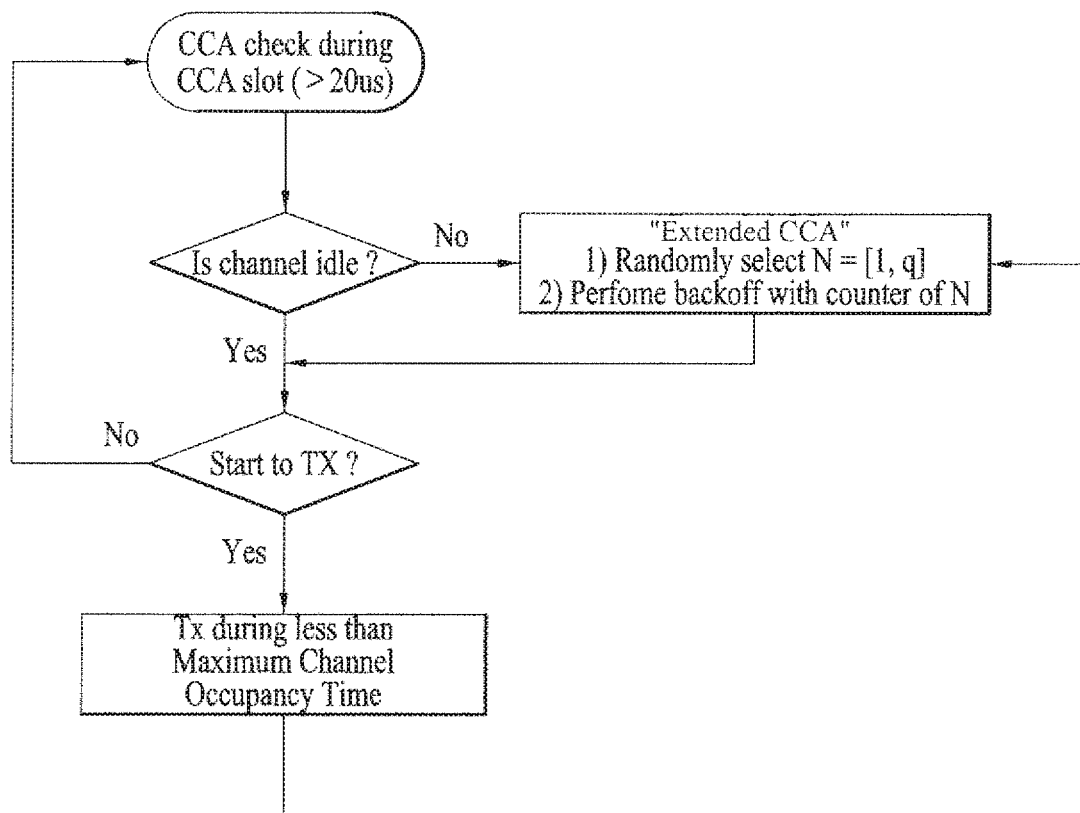 CCA check during
CCA slot ( > 20us)
Is channel idle ?
No
"Extended CCA"
1) Randomly select N = [1, q]
2) Perfome backoff with counter of N
Yes
No
Start to TX ?
Yes
Tx during less than
Maximum Channel
Occupancy Time